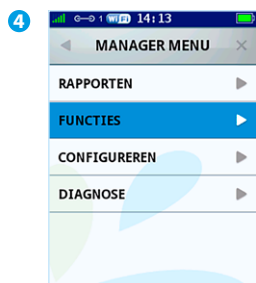 4
1 WiFi 14:13
MANAGER MENU
RAPPORTEN
FUNCTIES
CONFIGUREREN
DIAGNOSE